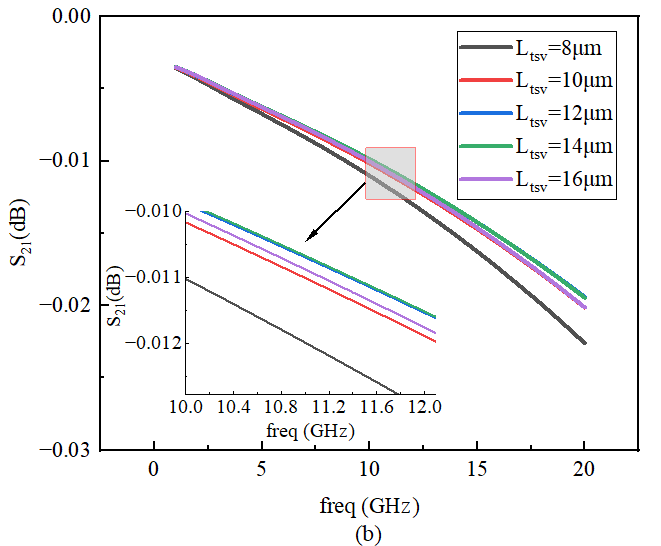 0.00
−0.01
−0.02
−0.03
S21(dB)
Ltsv=8μm
Ltsv=10μm
Ltsv=12μm
Ltsv=14μm
Ltsv=16μm
−0.010
−0.011
−0.012
S21(dB)
10.0 10.4 10.8 11.2 11.6 12.0
freq (GHz)
0 5 10 15 20
freq (GHz)
(b)